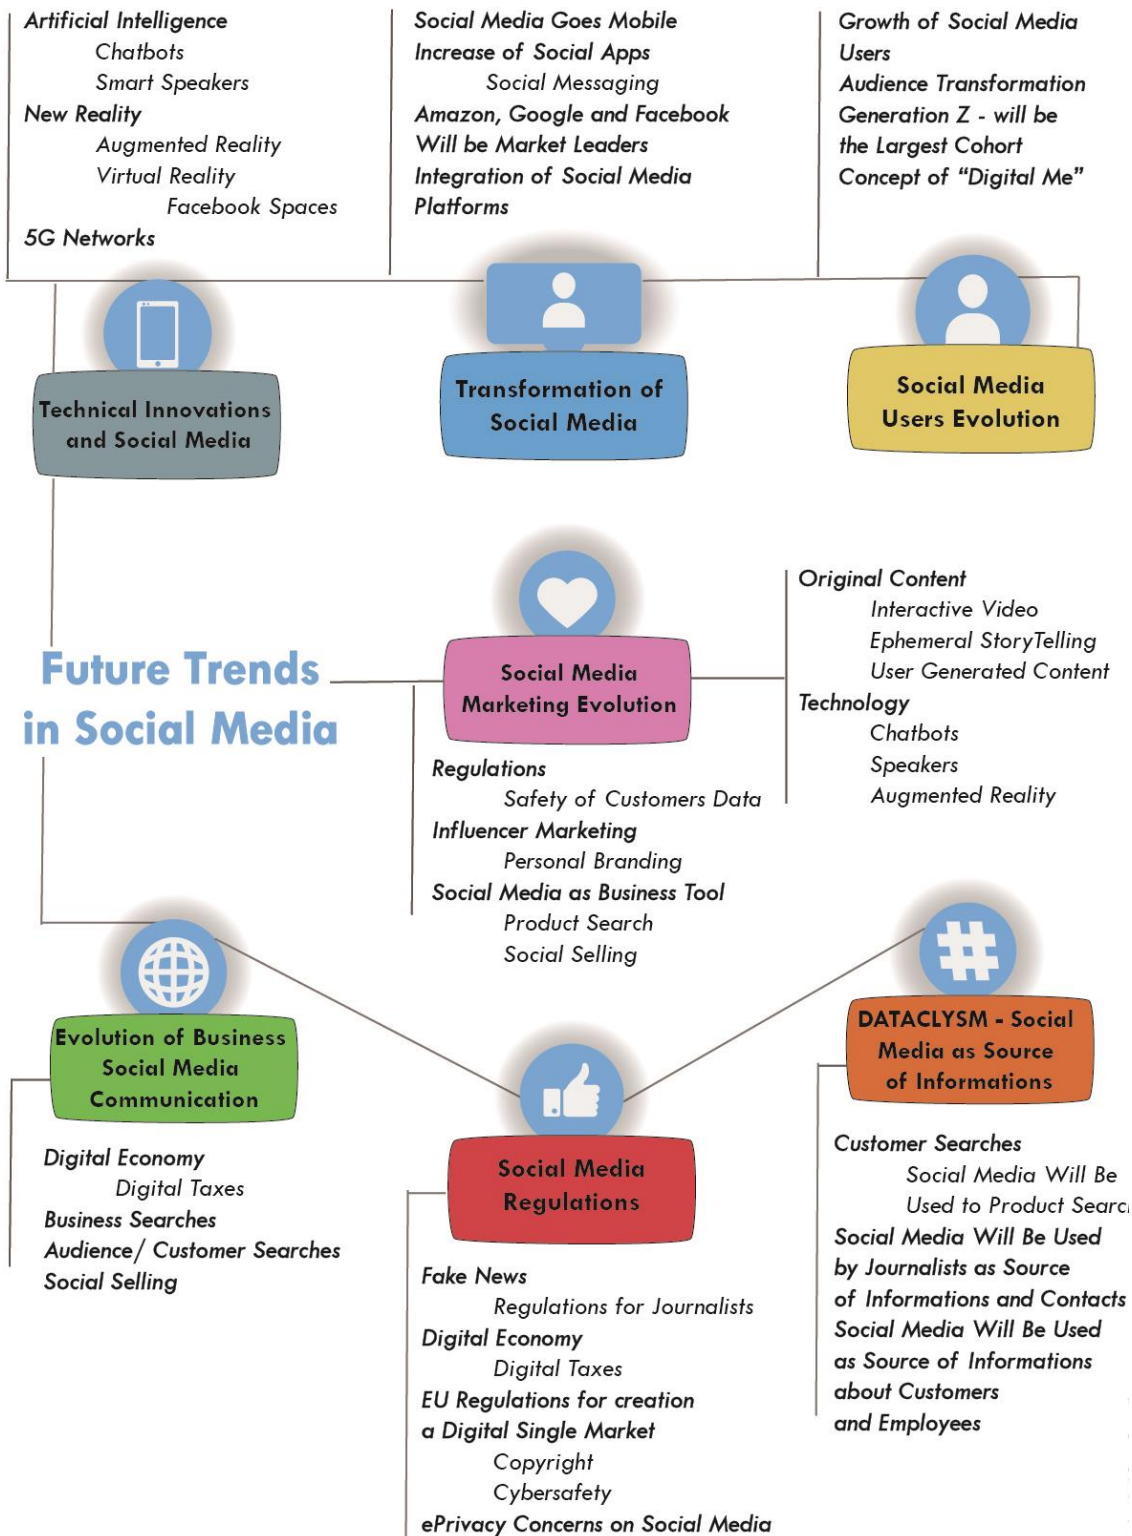 Artificial Intelligence
Chatbots
Smart Speakers
New Reality
Augmented Reality
Virtual Reality
Facebook Spaces
5G Networks
Social Media Goes Mobile
Increase of Social Apps
Social Messaging
Amazon, Google and Facebook
Will be Market Leaders
Integration of Social Media
Platforms
Growth of Social Media
Users
Audience Transformation
Generation Z - will be
the Largest Cohort
Concept of “Digital Me”
Technical Innovations
and Social Media
Transformation of
Social Media
Social Media
Users Evolution
Future Trends
in Social Media
Social Media
Marketing Evolution
Original Content
Interactive Video
Ephemeral StoryTelling
User Generated Content
Technology
Chatbots
Speakers
Augmented Reality
Regulations
Safety of Customers Data
Influencer Marketing
Personal Branding
Social Media as Business Tool
Product Search
Social Selling
Evolution of Business
Social Media
Communication
Digital Economy
Digital Taxes
Business Searches
Audience/ Customer Searches
Social Selling
Social Media
Regulations
Fake News
Regulations for Journalists
Digital Economy
Digital Taxes
EU Regulations for creation
a Digital Single Market
Copyright
Cybersafety
ePrivacy Concerns on Social Media
DATACLYSM - Social
Media as Source
of Informations
Customer Searches
Social Media Will Be
Used to Product Searc
Social Media Will Be Used
by Journalists as Source
of Informations and Contacts
Social Media Will Be Used
as Source of Informations
about Customers
and Employees